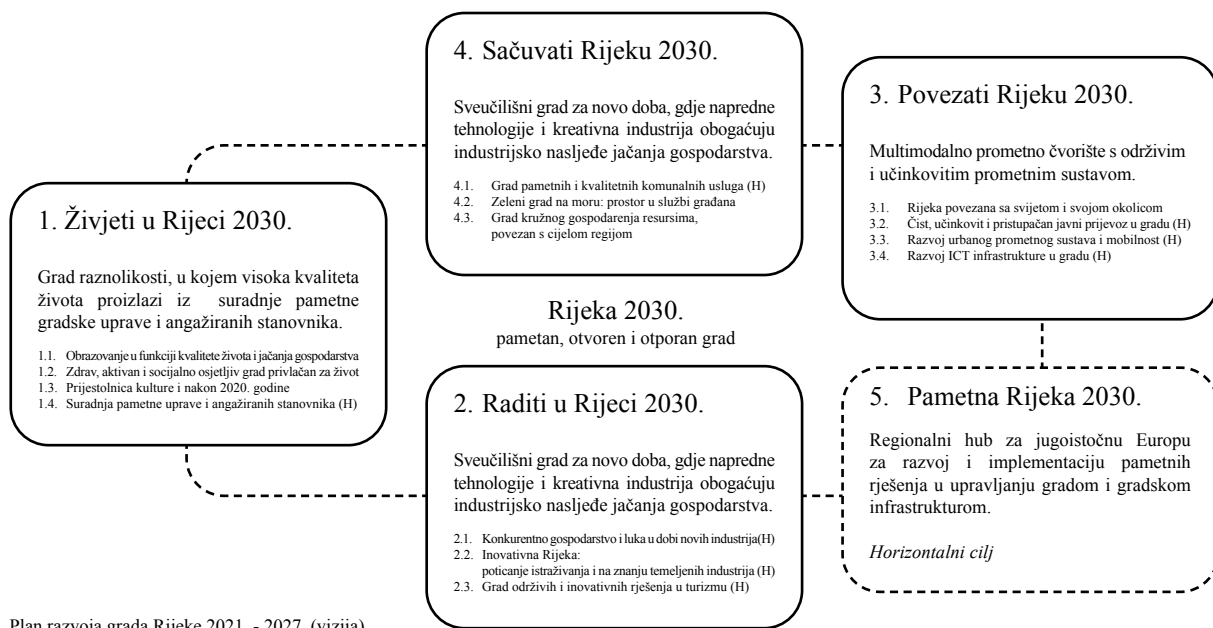 4. Sačuvati Rijeku 2030.
Sveučilišni grad za novo doba, gdje napredne
tehnologije i kreativna industrija obogaćuju
industrijsko nasljeđe jačanja gospodarstva.
4.1. Grad pametnih i kvalitetnih komunalnih usluga (H)
4.2. Zeleni grad na moru: prostor u službi građana
4.3. Grad kružnog gospodarenja resursima,
povezan s cijelom regijom
3. Povezati Rijeku 2030.
Multimodalno prometno čvorište s održivim
i učinkovitim prometnim sustavom.
3.1. Rijeka povezana sa svijetom i svojom okolicom
3.2. Čist, učinkovit i pristupačan javni prijevoz u gradu (H)
3.3. Razvoj urbanog prometnog sustava i mobilnost (H)
3.4. Razvoj ICT infrastrukture u gradu (H)
1. Živjeti u Rijeci 2030.
Grad raznolikosti, u kojem visoka kvaliteta
života proizlazi iz suradnje pametne
gradske uprave i angažiranih stanovnika.
1.1. Obrazovanje u funkciji kvalitete života i jačanja gospodarstva
1.2. Zdrav, aktivan i socijalno osjetljiv grad privlačan za život
1.3. Prijestolnica kulture i nakon 2020. godine
1.4. Suradnja pametne uprave i angažiranih stanovnika (H)
Rijeka 2030.
pametan, otvoren i otporan grad
2. Raditi u Rijeci 2030.
Sveučilišni grad za novo doba, gdje napredne
tehnologije i kreativna industrija obogaćuju
industrijsko nasljeđe jačanja gospodarstva.
2.1. Konkurentno gospodarstvo i luka u dobi novih industrija(H)
2.2. Inovativna Rijeka:
poticanje istraživanja i na znanju temeljenih industrija (H)
2.3. Grad održivih i inovativnih rješenja u turizmu (H)
5. Pametna Rijeka 2030.
Regionalni hub za jugoistočnu Europu
za razvoj i implementaciju pametnih
rješenja u upravljanju gradom i gradskom
infrastrukturom.
Horizontalni cilj
Plan razvoja grada Rijeke 2021. - 2027. (vizija)